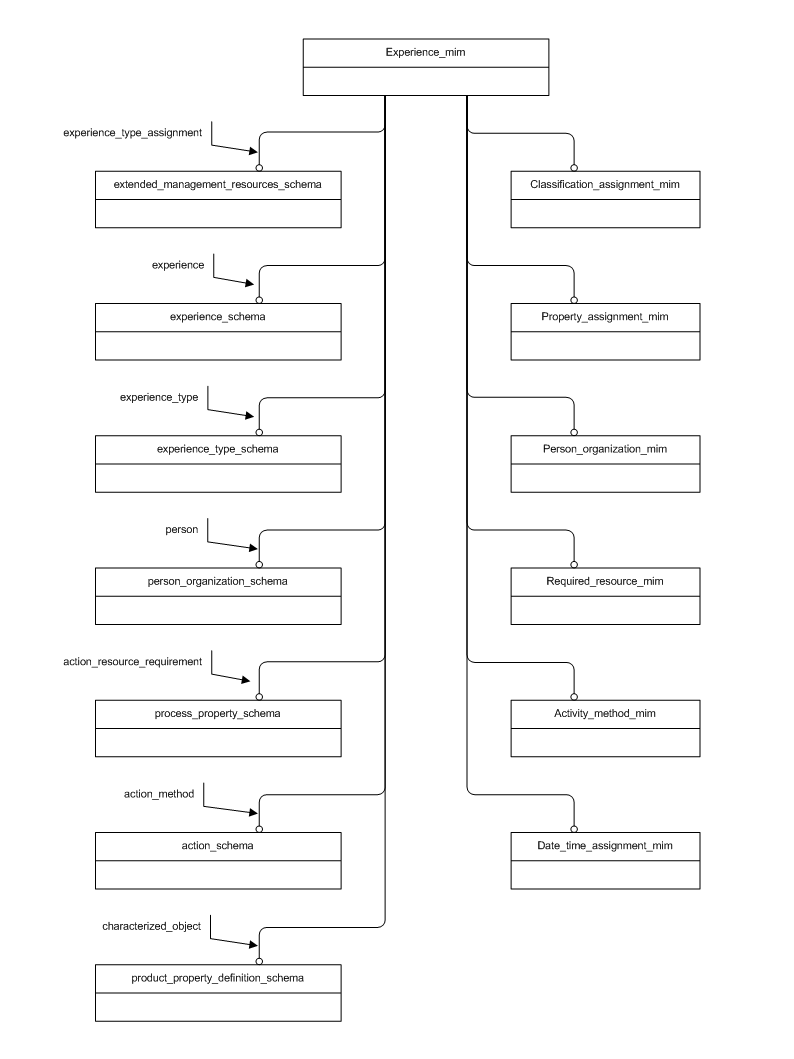 Experience_mim
experience_type_assignment
extended_management_resources_schema
Classification_assignment_mim
experience
experience_schema
Property_assignment_mim
experience_type
experience_type_schema
Person_organization_mim
person
person_organization_schema
Required_resource_mim
action_resource_requirement
process_property_schema
Activity_method_mim
action_method
action_schema
Date_time_assignment_mim
characterized_object
product_property_definition_schema